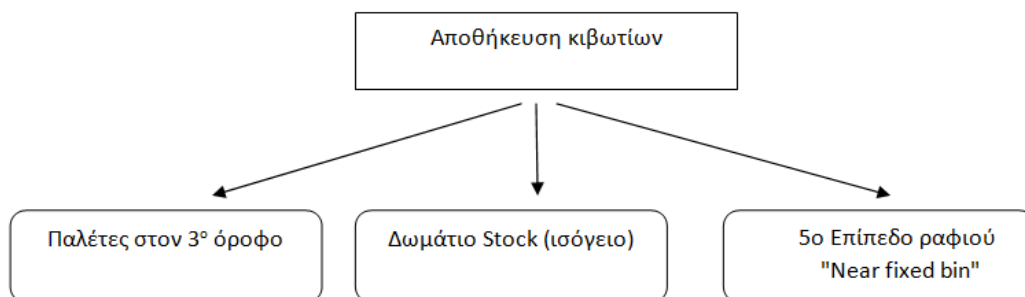 Αποθήκευση κιβωτίων
Παλέτες στον 3ο όροφο
Δωμάτιο Stock (ισόγειο)
5ο Επίπεδο ραφιού
"Near fixed bin"